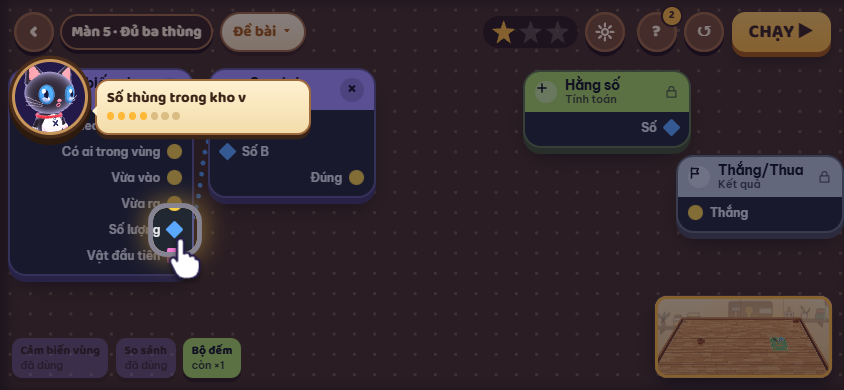 Màn 5 · Đủ ba thùng
Đề bài
?
2
CHẠY
Số thùng trong kho v
Có ai trong vùng
Vừa vào
Vừa ra
Số lượng
Vật đầu tiên
Số B
Đúng
Hằng số
Tính toán
Số
Thắng/Thua
Kết quả
Thắng
Cảm biến vùng
đã dùng
So sánh
đã dùng
Bộ đếm
còn ×1